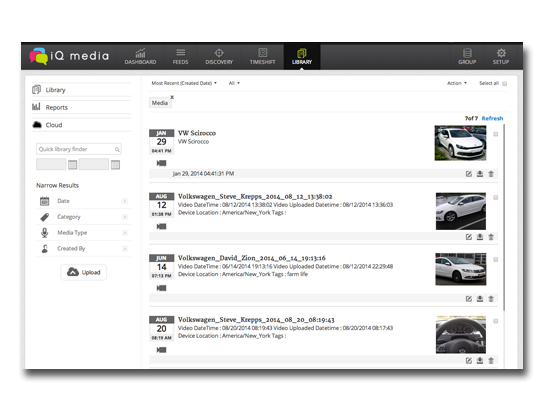 iQ media
DASHBOARD FEEDS DISCOVERY TIMESHIFT LIBRARY GROUP SETUP
Library
Reports
Cloud
Quick library finder
Narrow Results
Date
Category
Media Type
Created By
Upload
Most Recent (Created Date) All Action Select all
Media x
7of 7 Refresh
JAN
29
04:41 PM
VW Scirocco
VW Scirocco
Jan 29, 2014 04:41:31 PM
AUG
12
01:38 PM
Volkswagen_Steve_Krepps_2014_08_12_13:38:02
Video DateTime : 08/12/2014 13:38:02 Video Uploaded Datetime : 08/12/2014 13:36:03
Device Location : America/New_York Tags :
JUN
14
07:13 PM
Volkswagen_David_Zion_2014_06_14_19:13:16
Video DateTime : 06/14/2014 19:13:16 Video Uploaded Datetime : 08/12/2014 22:29:48
Device Location : America/New_York Tags : farm life
AUG
20
08:19 AM
Volkswagen_Steve_Krepps_2014_08_20_08:19:43
Video DateTime : 08/20/2014 08:19:43 Video Uploaded Datetime : 08/20/2014 08:17:43
Device Location : America/New_York Tags :